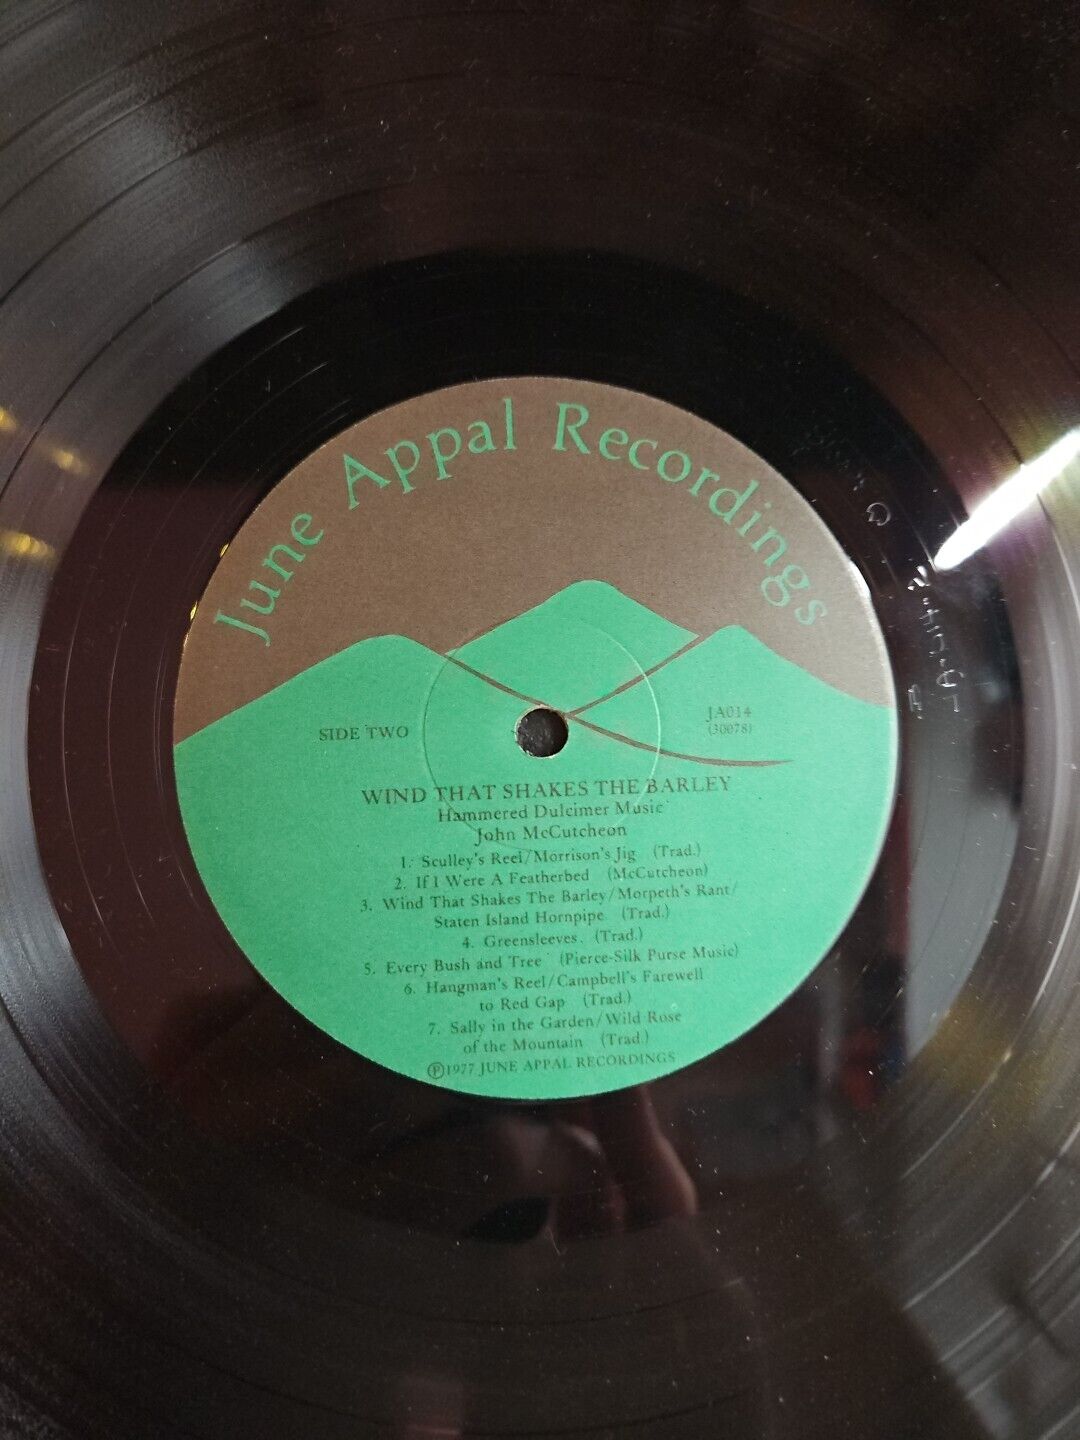 June Appal Recordings
SIDE TWO
JA014
(30078)
WIND THAT SHAKES THE BARLEY
Hammered Dulcimer Music
John McCutcheon
1. Sculley's Reel/Morrison's Jig (Trad.)
2. If I Were A Featherbed (McCutcheon)
3. Wind That Shakes The Barley/Morpeth's Rant/
Staten Island Hornpipe (Trad.)
4. Greensleeves. (Trad.)
5. Every Bush and Tree (Pierce-Silk Purse Music)
6. Hangman's Reel/Campbell's Farewell
to Red Gap (Trad.)
7. Sally in the Garden/Wild Rose
of the Mountain (Trad.)
Ⓟ1977 JUNE APPAL RECORDINGS